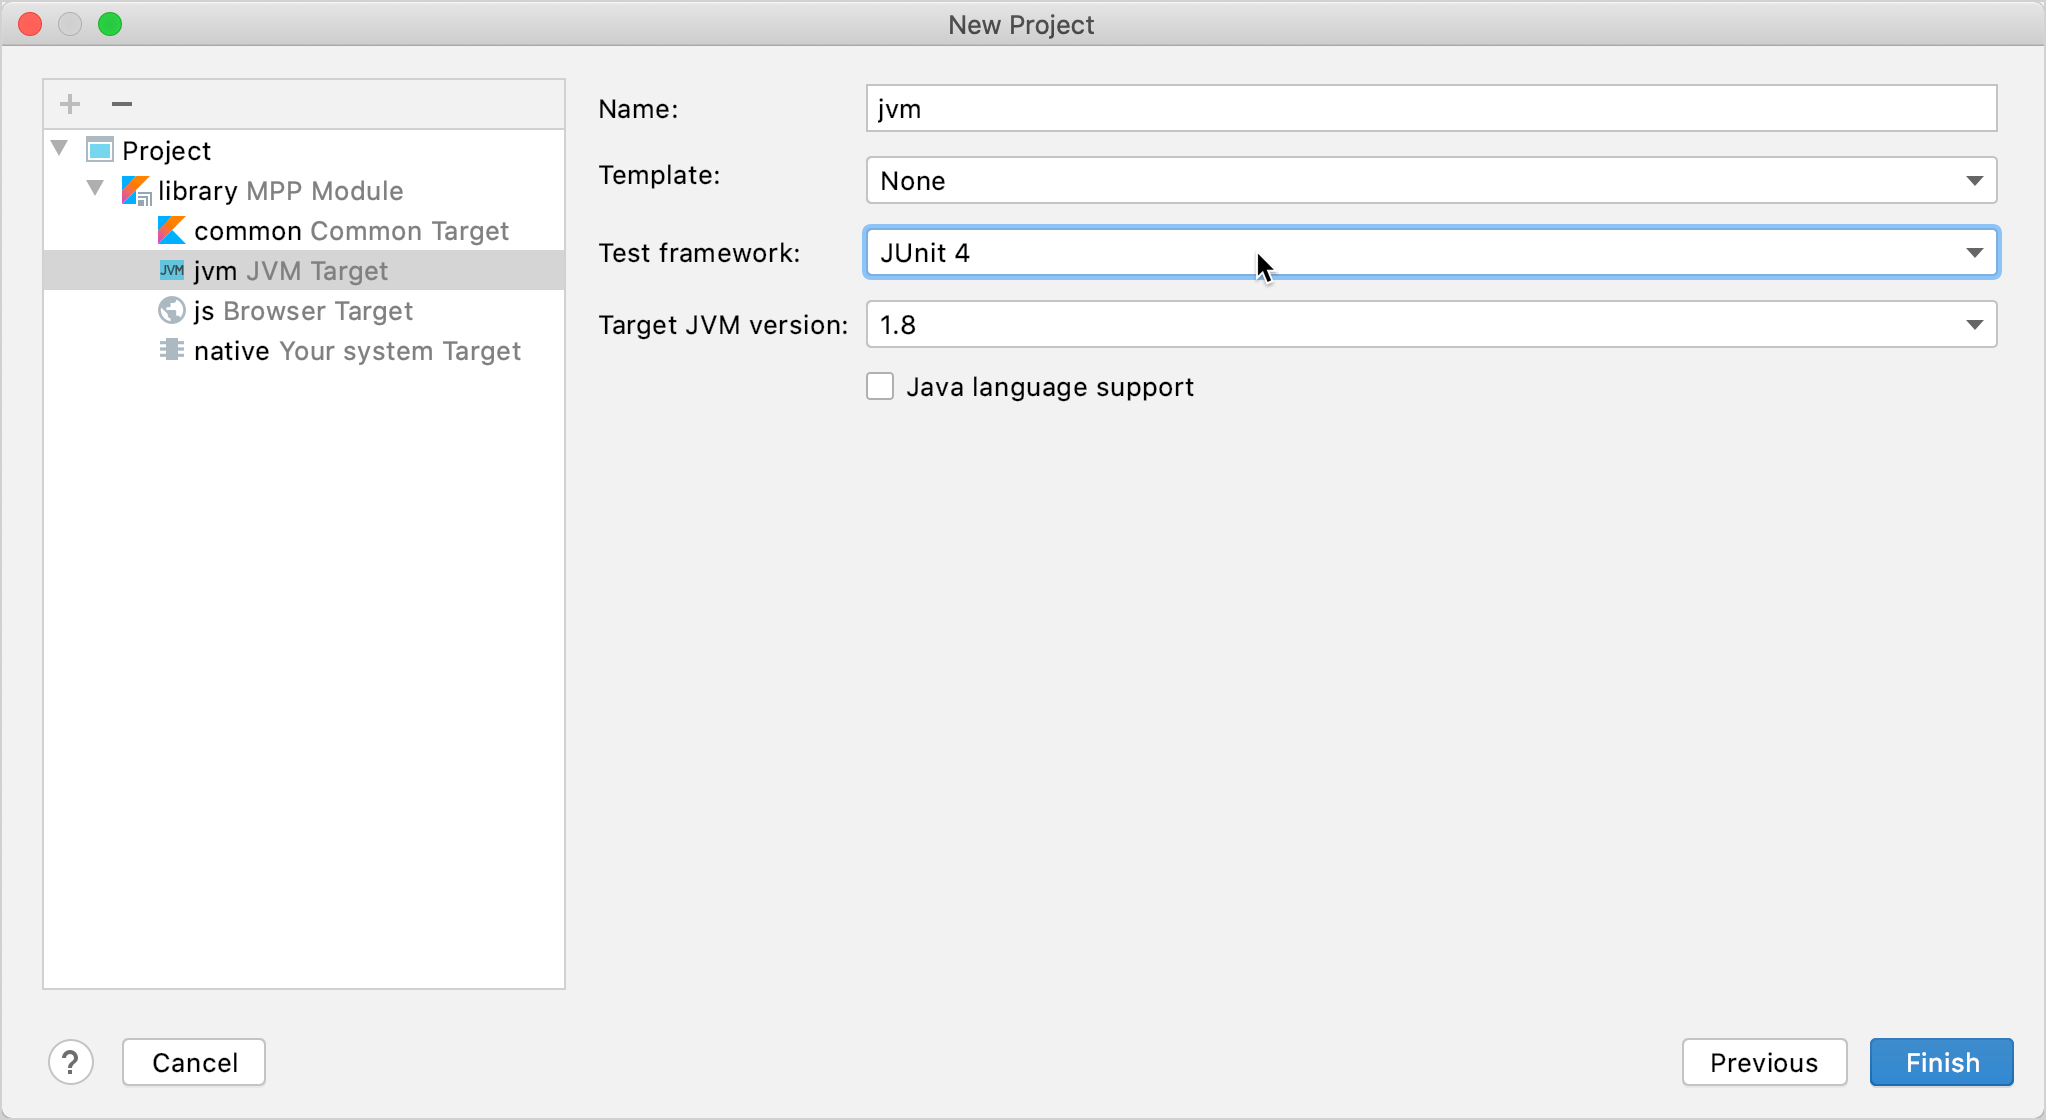 New Project
Project
library MPP Module
common Common Target
JVM jvm JVM Target
js Browser Target
native Your system Target
Name: jvm
Template: None
Test framework: JUnit 4
Target JVM version: 1.8
Java language support
? Cancel Previous Finish